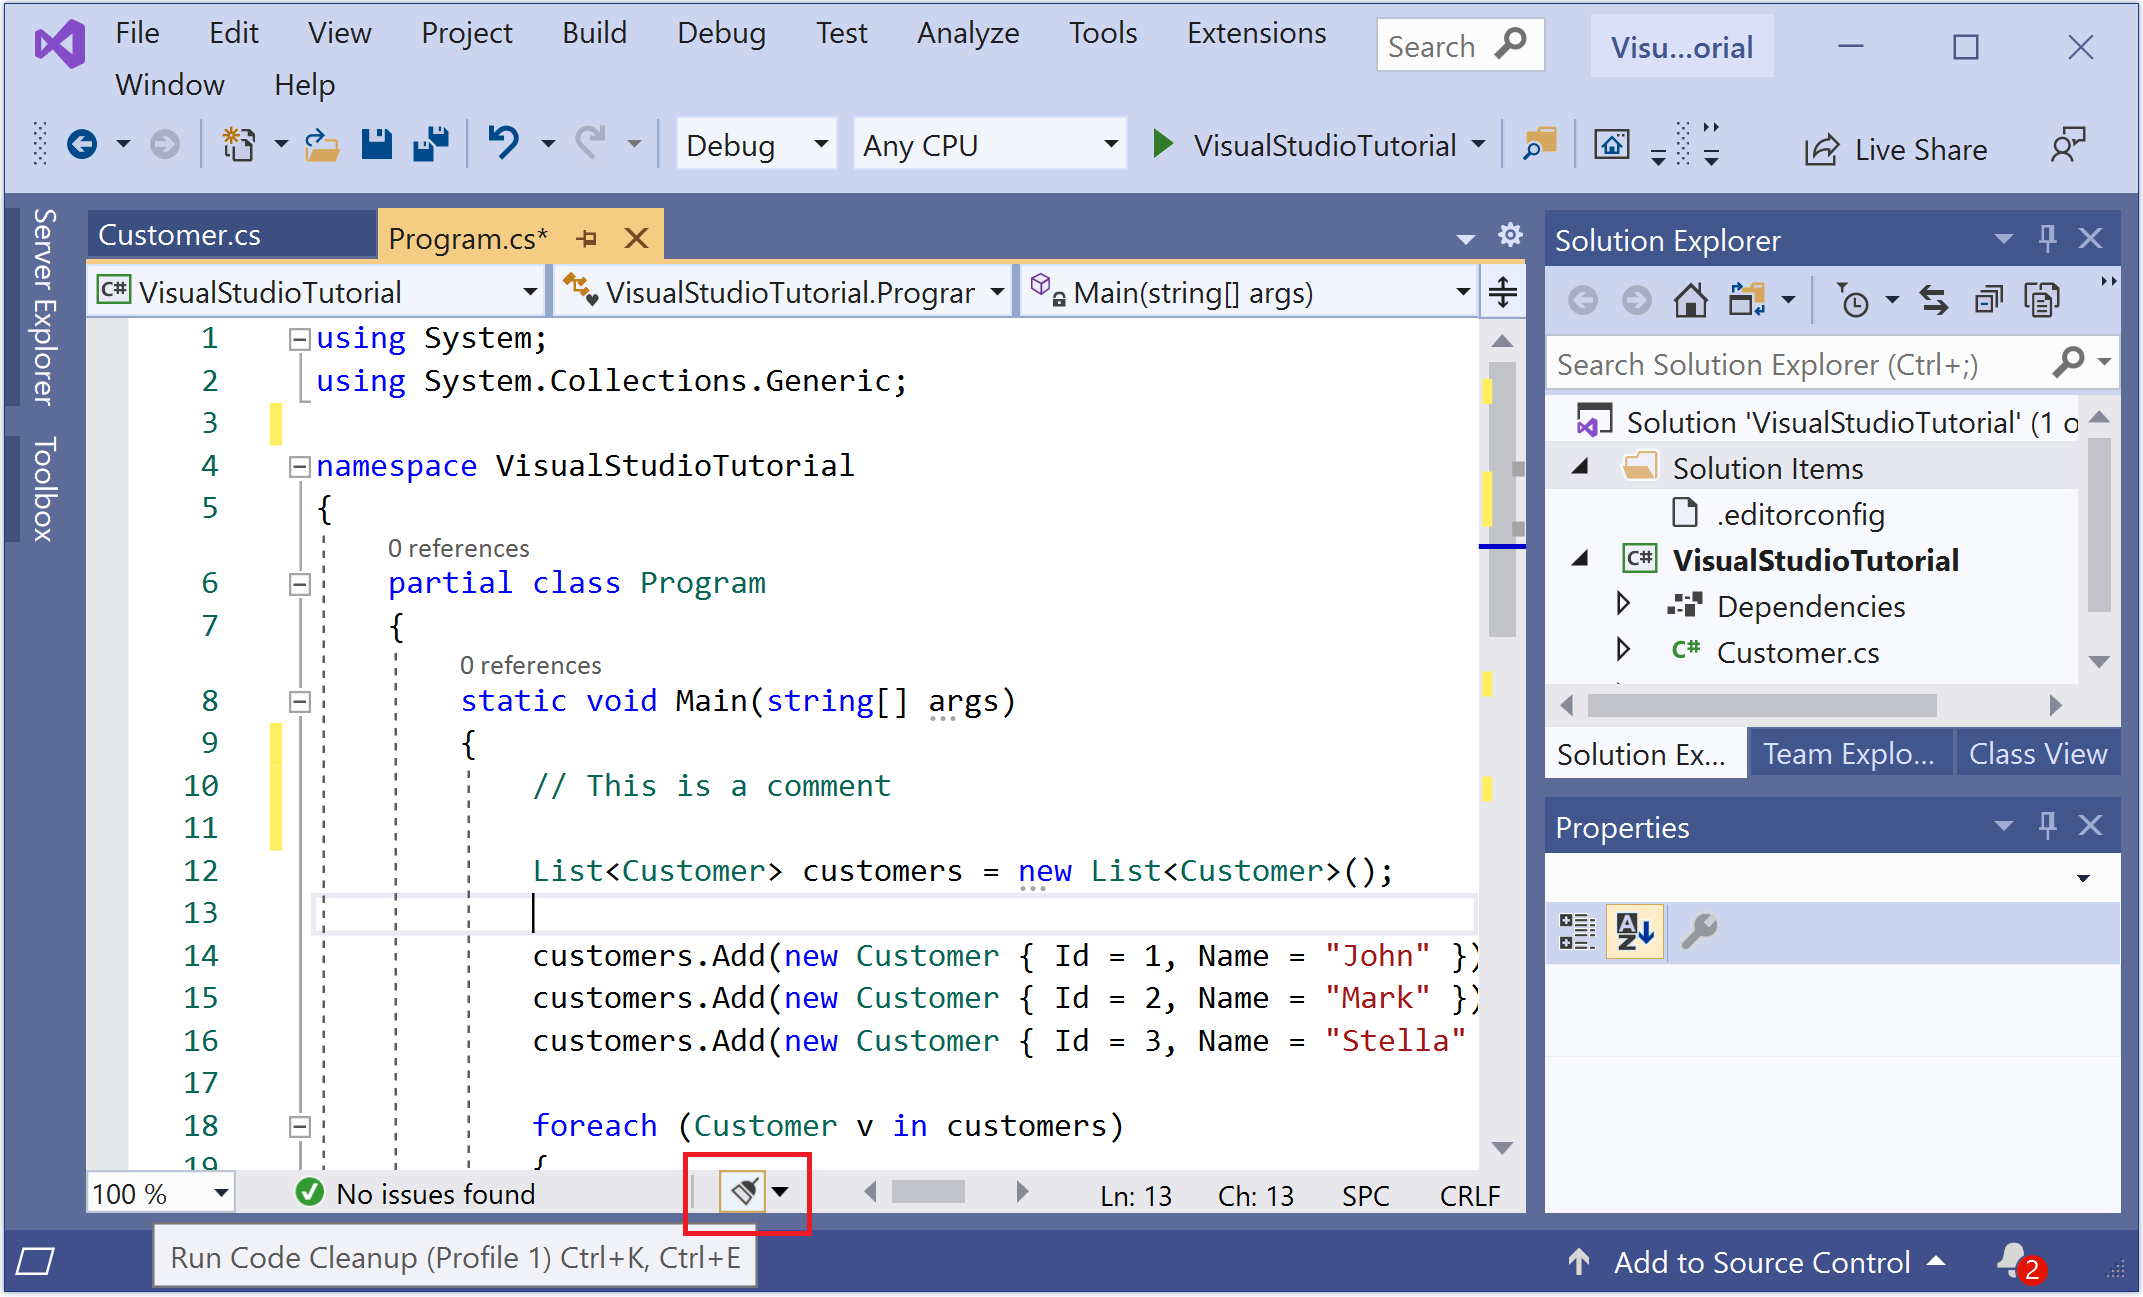 File Edit View Project Build Debug Test Analyze Tools Extensions Search Visu...orial
Window Help
Debug Any CPU VisualStudioTutorial Live Share
Server Explorer
Toolbox
Customer.cs Program.cs*
C# VisualStudioTutorial VisualStudioTutorial.Prograr Main(string[] args)
1 using System;
2 using System.Collections.Generic;
3
4 namespace VisualStudioTutorial
5 {
0 references
6 partial class Program
7 {
0 references
8 static void Main(string[] args)
9 {
10 // This is a comment
11
12 List<Customer> customers = new List<Customer>();
13
14 customers.Add(new Customer { Id = 1, Name = "John" })
15 customers.Add(new Customer { Id = 2, Name = "Mark" })
16 customers.Add(new Customer { Id = 3, Name = "Stella"
17
18 foreach (Customer v in customers)
19 {
100 % No issues found Ln: 13 Ch: 13 SPC CRLF
Run Code Cleanup (Profile 1) Ctrl+K, Ctrl+E
Solution Explorer
Search Solution Explorer (Ctrl+;)
Solution 'VisualStudioTutorial' (1 o
Solution Items
.editorconfig
C# VisualStudioTutorial
Dependencies
C# Customer.cs
Solution Ex... Team Explo... Class View
Properties
AZ
Add to Source Control 2